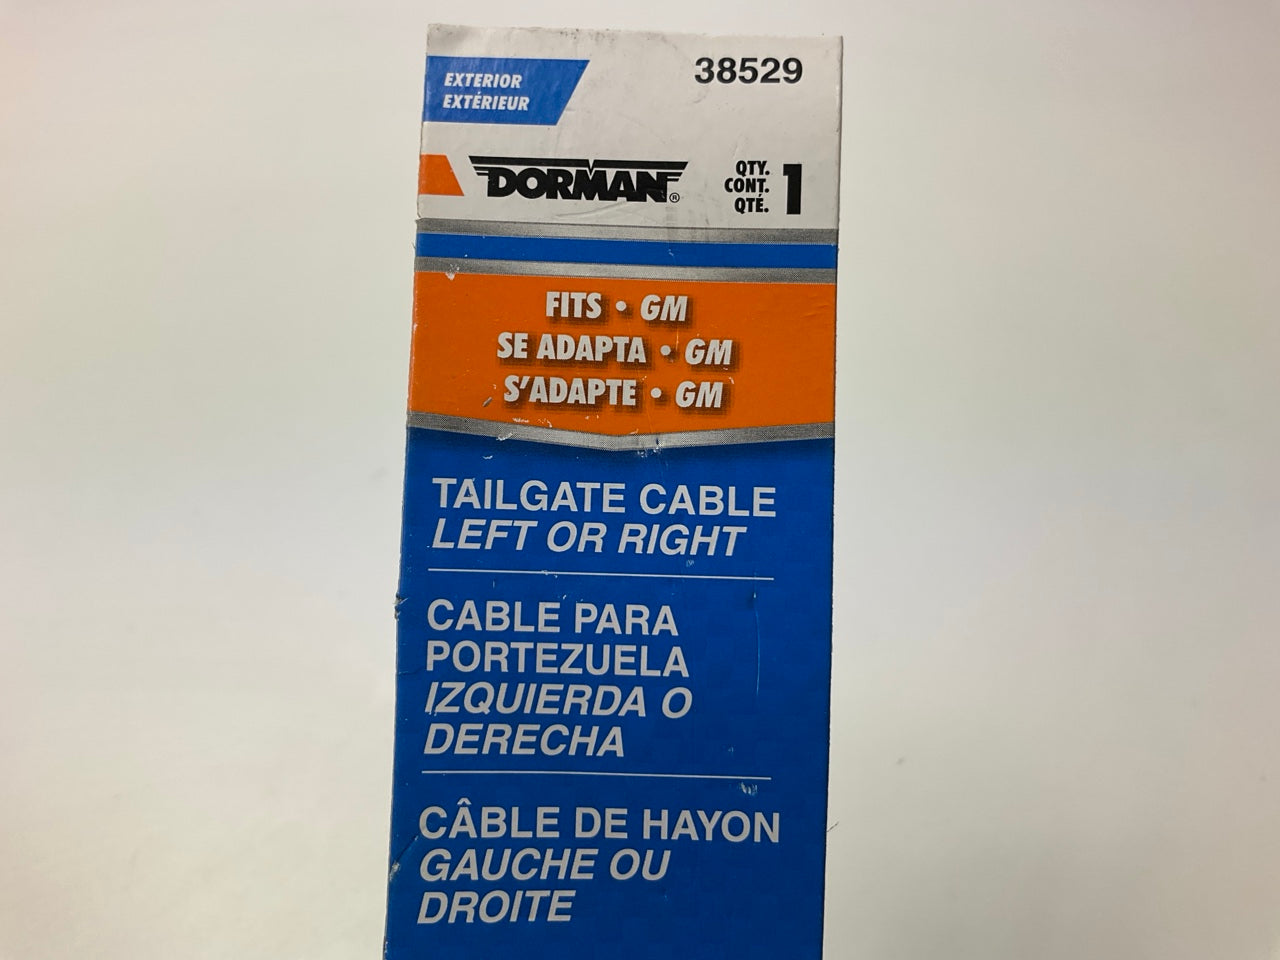 EXTERIOR
EXTÉRIEUR
38529
DORMAN®
QTY.
CONT.
QTÉ.
1
FITS • GM
SE ADAPTA • GM
S'ADAPTE • GM
TAILGATE CABLE
LEFT OR RIGHT
CABLE PARA
PORTEZUELA
IZQUIERDA O
DERECHA
CÂBLE DE HAYON
GAUCHE OU
DROITE